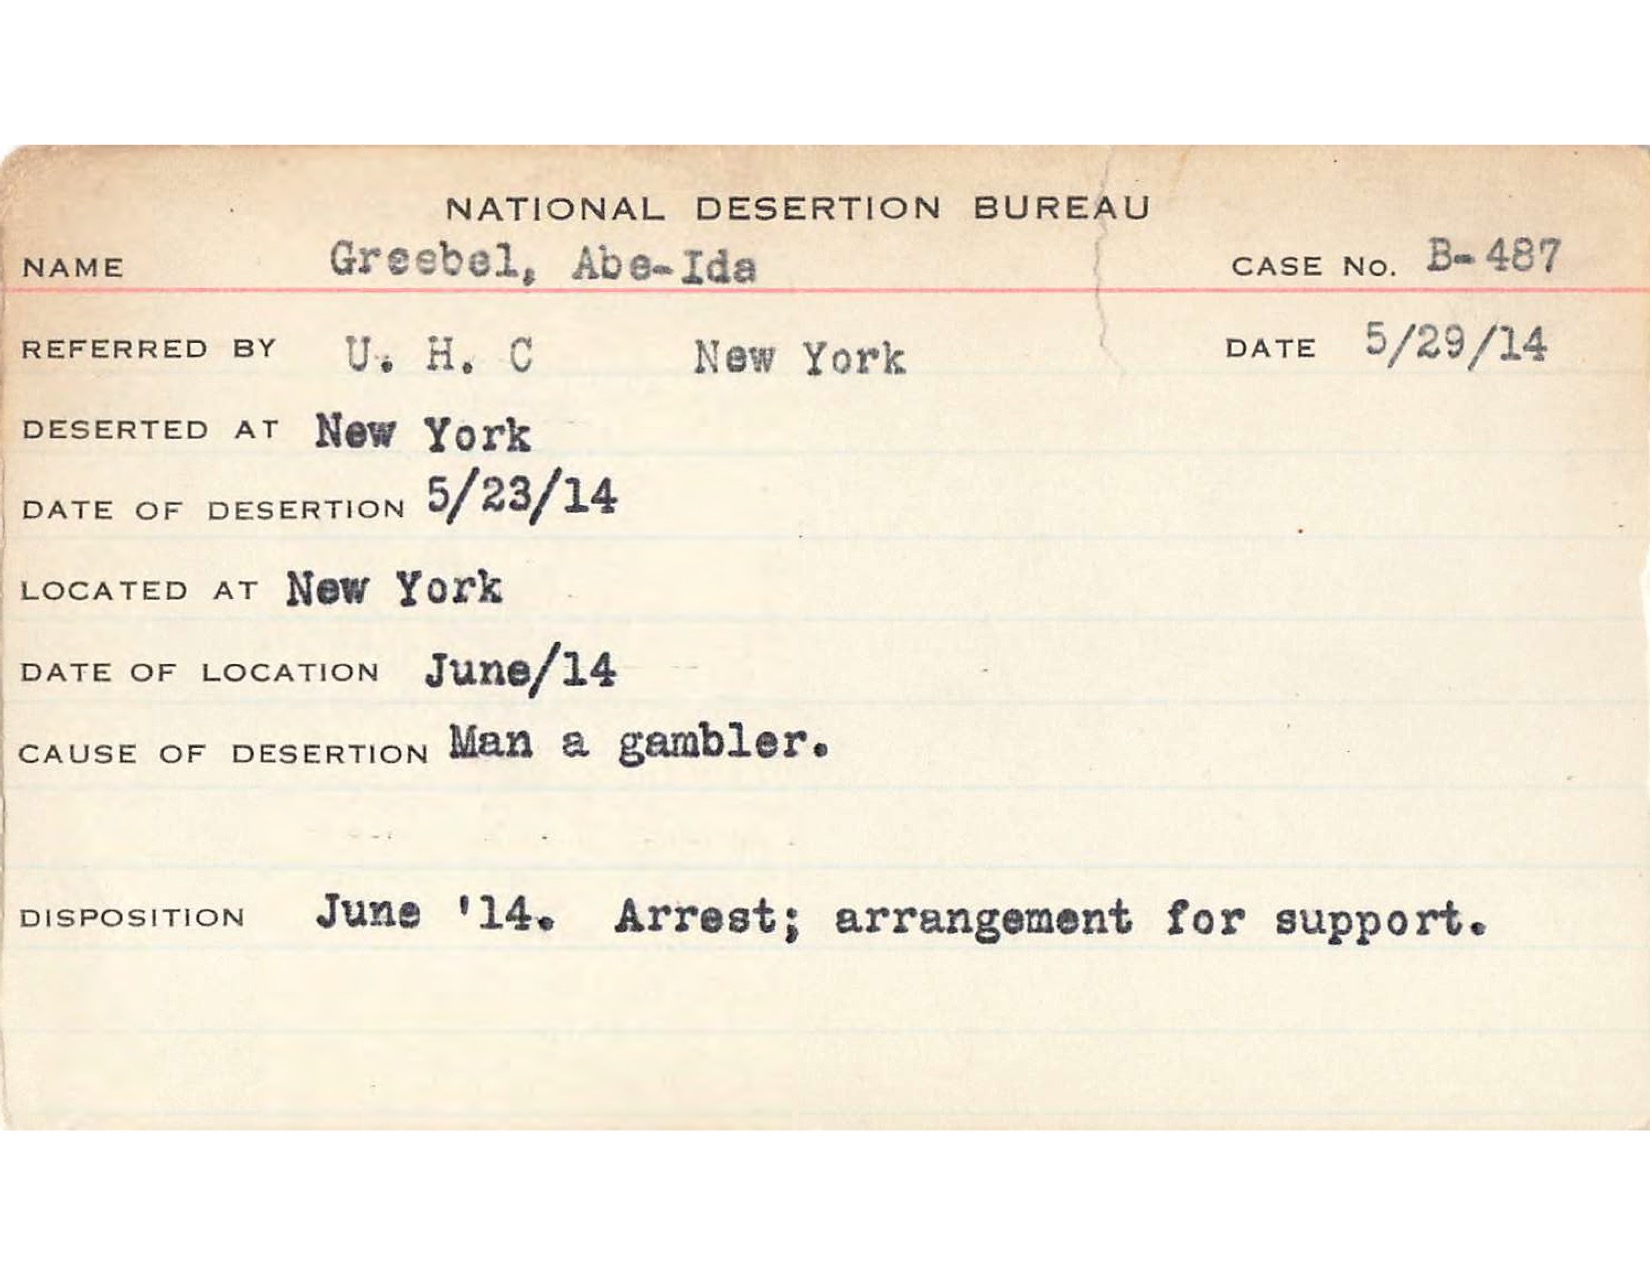 NATIONAL DESERTION BUREAU
NAME Greebel, Abe-Ida CASE No. B-487
REFERRED BY U. H. C New York DATE 5/29/14
DESERTED AT New York
DATE OF DESERTION 5/23/14
LOCATED AT New York
DATE OF LOCATION June/14
CAUSE OF DESERTION Man a gambler.
DISPOSITION June '14. Arrest; arrangement for support.